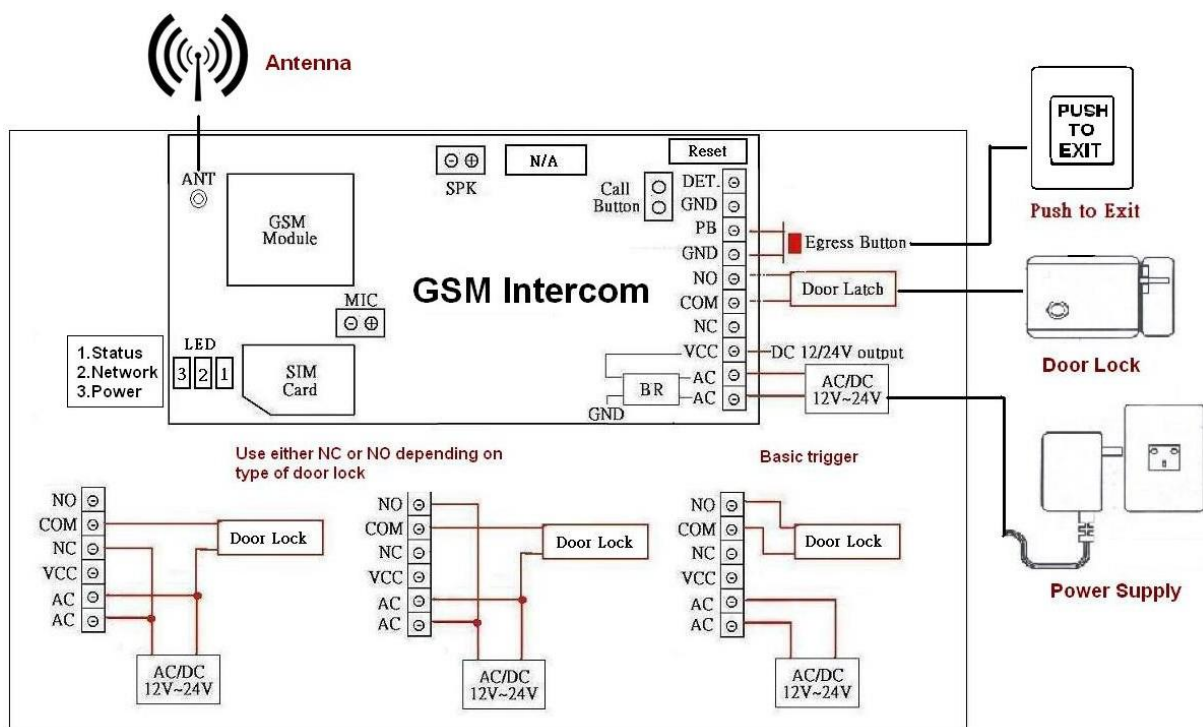 Antenna
ANT
GSM
Module
SPK
N/A
Reset
Call
Button
DET.
GND
PB
GND
NO
COM
NC
VCC
AC
AC
Egress Button
Door Latch
DC 12/24V output
AC/DC
12V~24V
BR
GND
GSM Intercom
MIC
LED
3 2 1
SIM
Card
1.Status
2.Network
3.Power
PUSH
TO
EXIT
Push to Exit
Door Lock
Power Supply
Use either NC or NO depending on
type of door lock
Basic trigger
NO
COM
NC
VCC
AC
AC
Door Lock
AC/DC
12V~24V
NO
COM
NC
VCC
AC
AC
Door Lock
AC/DC
12V~24V
NO
COM
NC
VCC
AC
AC
Door Lock
AC/DC
12V~24V